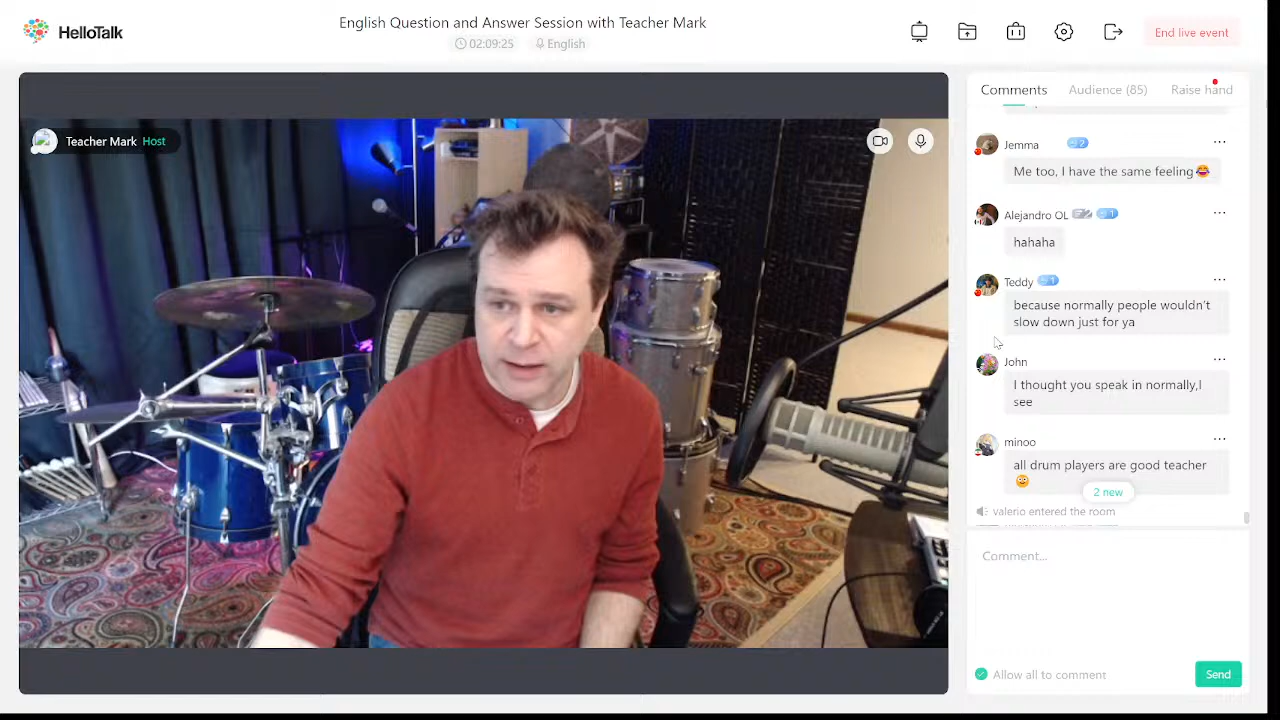 HelloTalk
English Question and Answer Session with Teacher Mark
02:09:25 English
End live event
Teacher Mark Host
Comments Audience (85) Raise hand
Jemma 2
Me too, I have the same feeling😂
Alejandro OL 1
hahaha
Teddy 1
because normally people wouldn't
slow down just for ya
John
I thought you speak in normally,I
see
minoo
all drum players are good teacher
😀
2 new
valerio entered the room
Comment...
Allow all to comment
Send